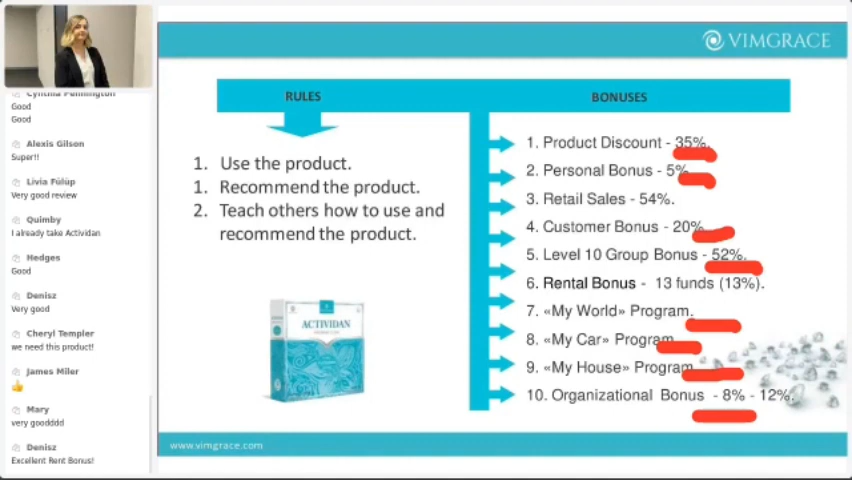 VIMGRACE
RULES
BONUSES
1. Use the product.
1. Recommend the product.
2. Teach others how to use and
recommend the product.
ACTIVIDAN
1. Product Discount - 35%.
2. Personal Bonus - 5%
3. Retail Sales - 54%.
4. Customer Bonus - 20%
5. Level 10 Group Bonus - 52%.
6. Rental Bonus - 13 funds (13%).
7. «My World» Program.
8. «My Car» Program
9. «My House» Program
10. Organizational Bonus - 8% - 12%.
www.vimgrace.com
Cynthia Pennington
Good
Good
Alexis Gilson
Super!!
Lívia Fülüp
Very good review
Quimby
I already take Actividan
Hedges
Good
Denisz
Very good
Cheryl Templer
we need this product!
James Miler
Mary
very goodddd
Denisz
Excellent Rent Bonus!